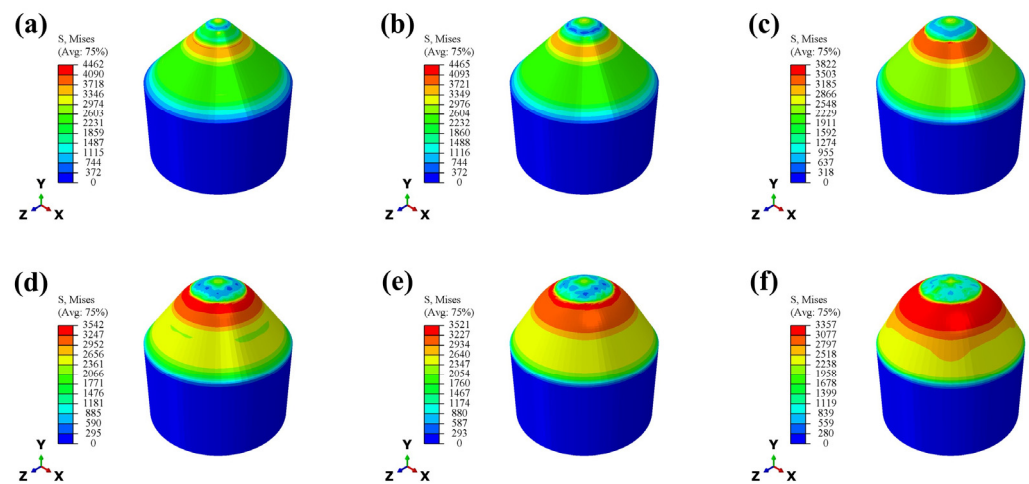 (a)
S, Mises
(Avg: 75%)
4462
4090
3718
3346
2974
2603
2231
1859
1487
1115
744
372
0
Y
Z X
(b)
S, Mises
(Avg: 75%)
4465
4093
3721
3349
2976
2604
2232
1860
1488
1116
744
372
0
Y
Z X
(c)
S, Mises
(Avg: 75%)
3822
3503
3185
2866
2548
2229
1911
1592
1274
955
637
318
0
Y
Z X
(d)
S, Mises
(Avg: 75%)
3542
3247
2952
2656
2361
2066
1771
1476
1181
885
590
295
0
Y
Z X
(e)
S, Mises
(Avg: 75%)
3521
3227
2934
2640
2347
2054
1760
1467
1174
880
587
293
0
Y
Z X
(f)
S, Mises
(Avg: 75%)
3357
3077
2797
2518
2238
1958
1678
1399
1119
839
559
280
0
Y
Z X